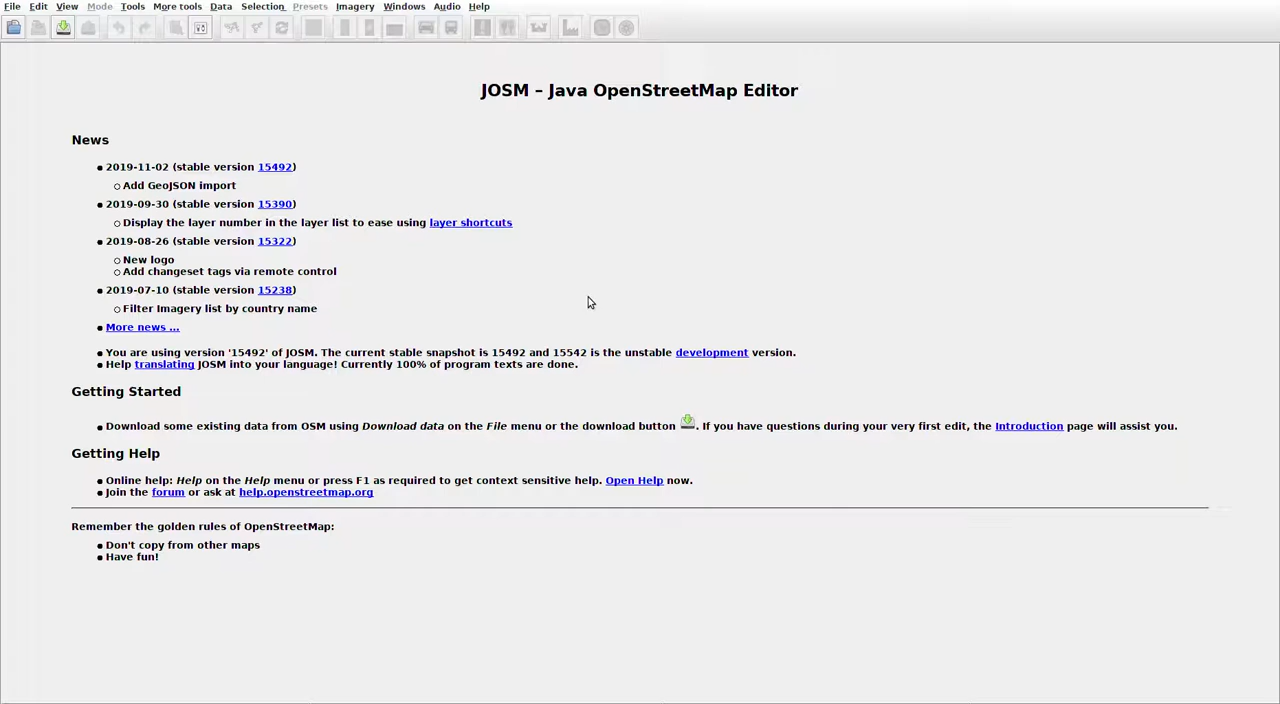 File Edit View Mode Tools More tools Data Selection Presets Imagery Windows Audio Help
JOSM – Java OpenStreetMap Editor
News
2019-11-02 (stable version 15492)
Add GeoJSON import
2019-09-30 (stable version 15390)
Display the layer number in the layer list to ease using layer shortcuts
2019-08-26 (stable version 15322)
New logo
Add changeset tags via remote control
2019-07-10 (stable version 15238)
Filter Imagery list by country name
More news ...
You are using version '15492' of JOSM. The current stable snapshot is 15492 and 15542 is the unstable development version.
Help translating JOSM into your language! Currently 100% of program texts are done.
Getting Started
Download some existing data from OSM using Download data on the File menu or the download button . If you have questions during your very first edit, the Introduction page will assist you.
Getting Help
Online help: Help on the Help menu or press F1 as required to get context sensitive help. Open Help now.
Join the forum or ask at help.openstreetmap.org
Remember the golden rules of OpenStreetMap:
Don't copy from other maps
Have fun!